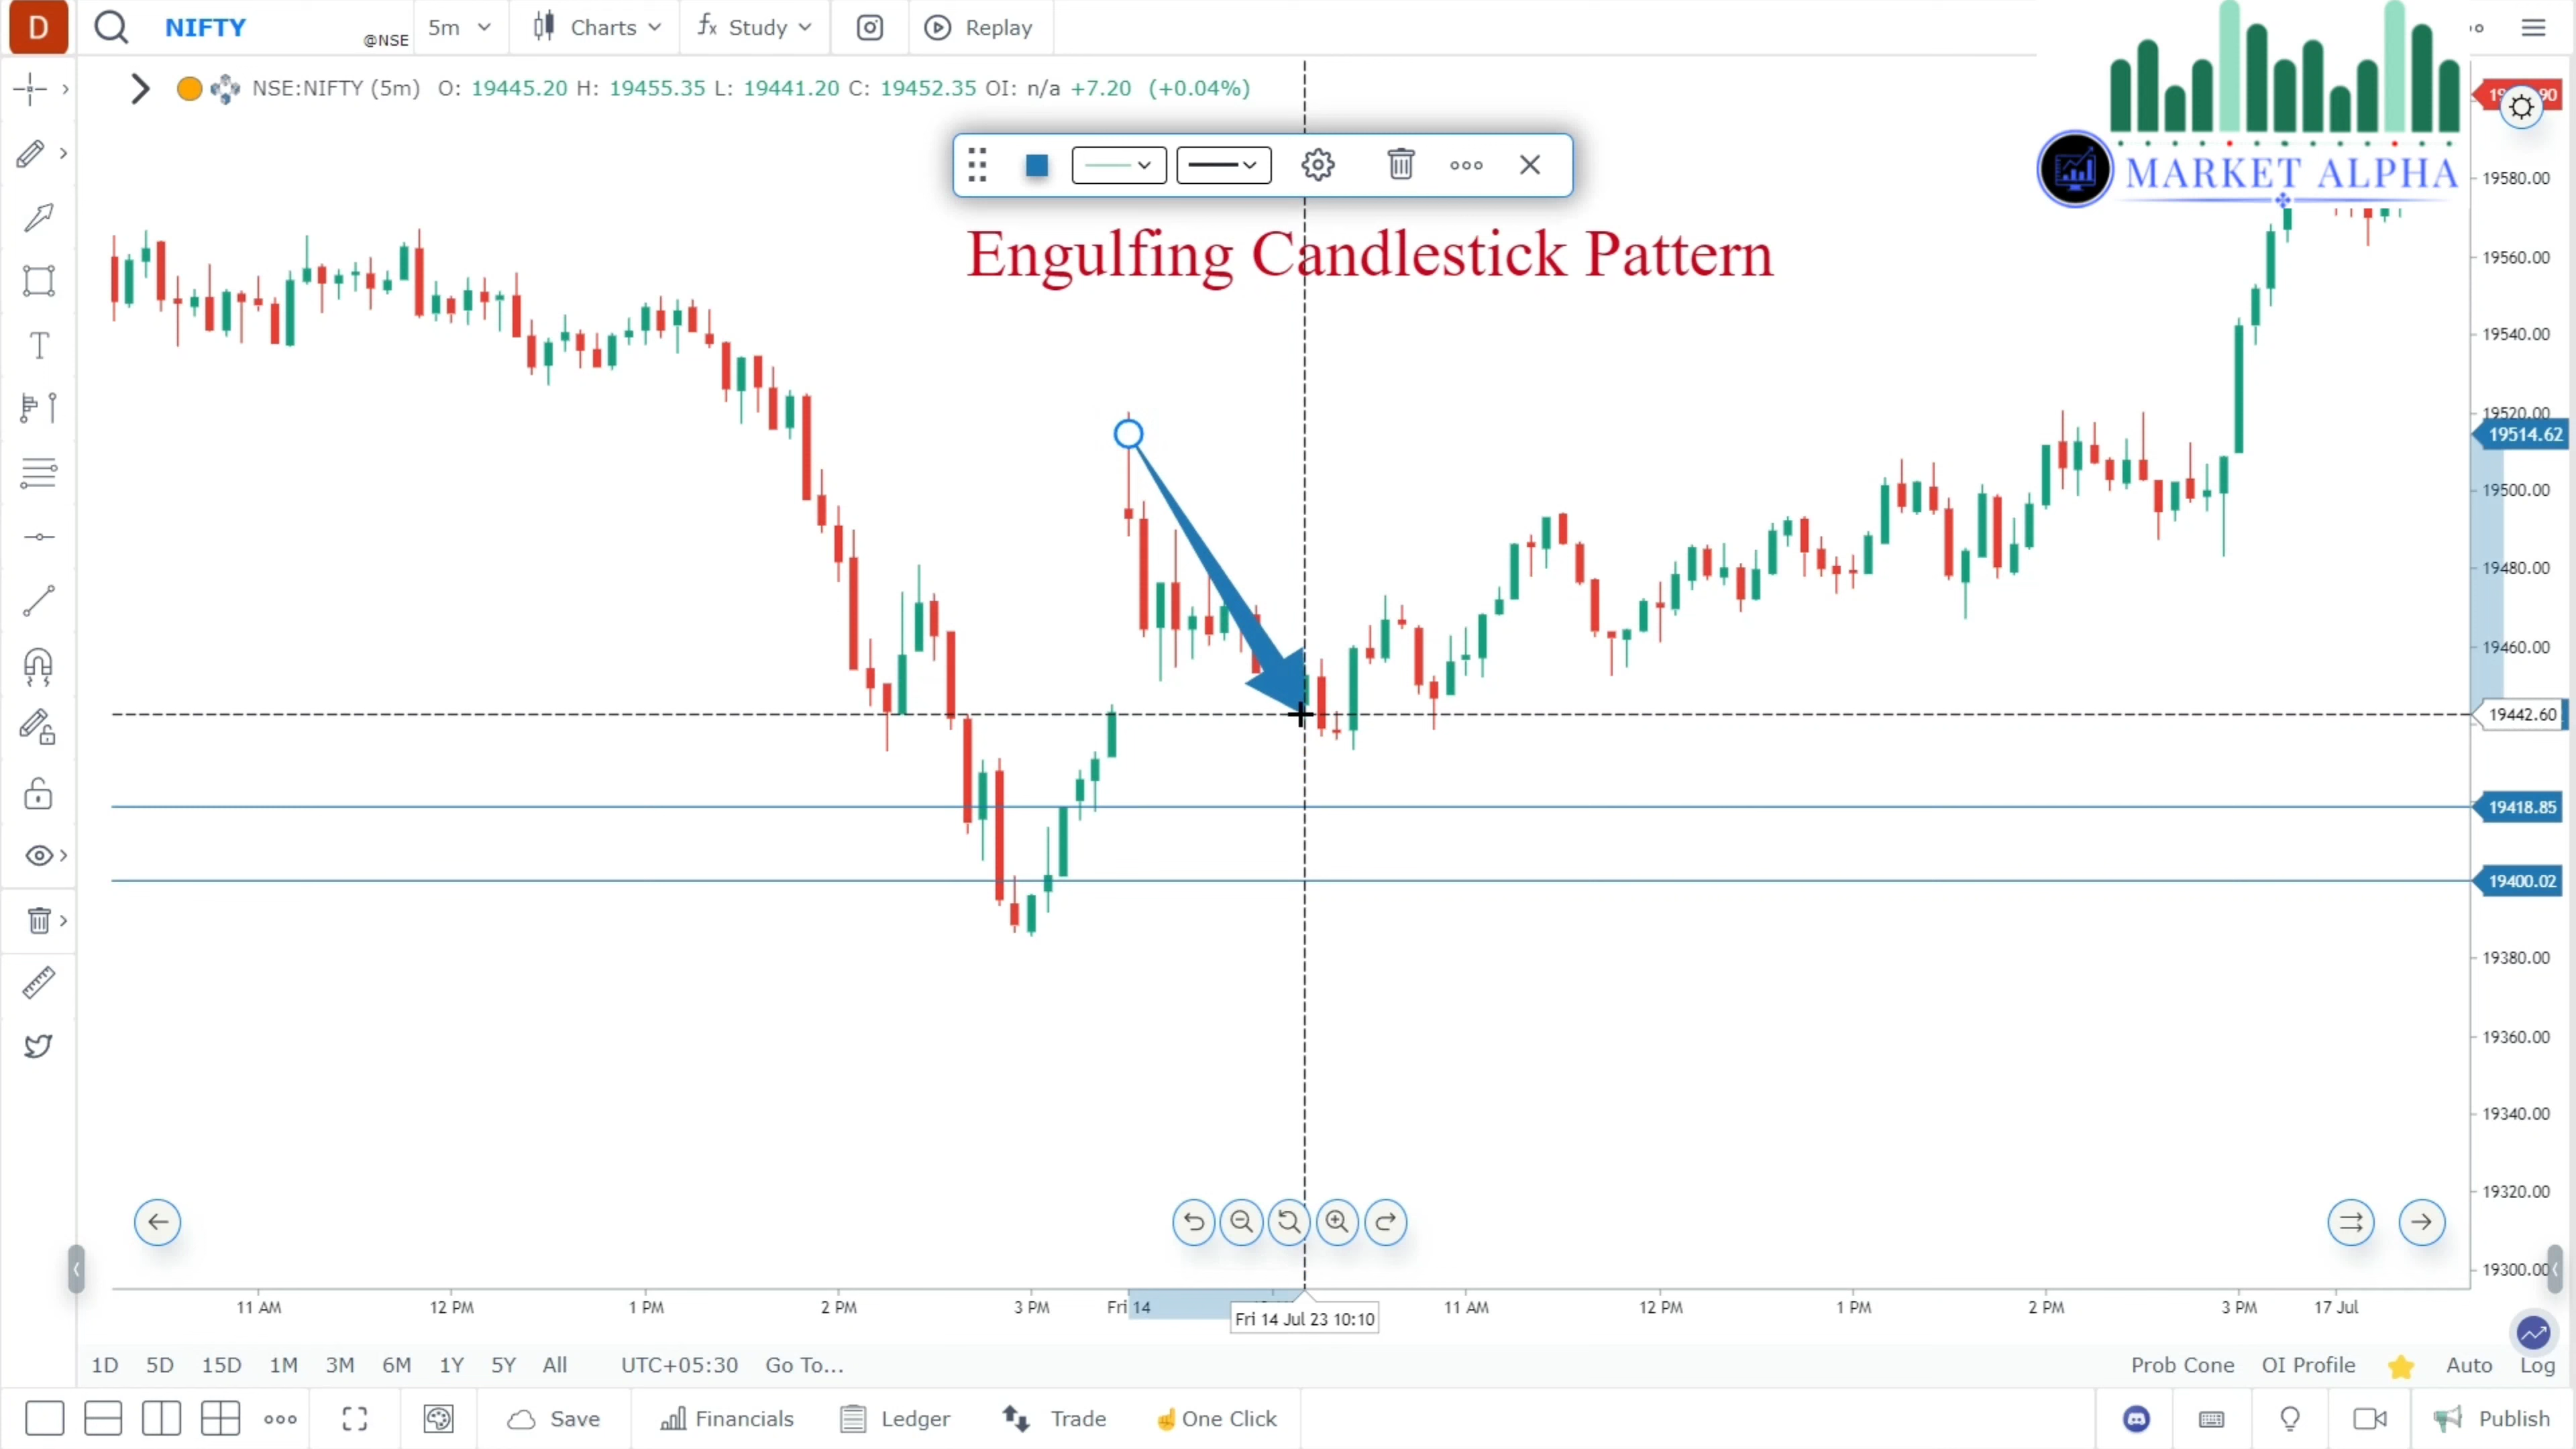 D
NIFTY
@NSE
5m
Charts
fx Study
Replay
NSE:NIFTY (5m) O: 19445.20 H: 19455.35 L: 19441.20 C: 19452.35 OI: n/a +7.20 (+0.04%)
MARKET ALPHA
Engulfing Candlestick Pattern
T
19580.00
19560.00
19540.00
19520.00
19514.62
19500.00
19480.00
19460.00
19442.60
19418.85
19400.02
19380.00
19360.00
19340.00
19320.00
19300.00
11 AM 12 PM 1 PM 2 PM 3 PM Fri 14 11 AM 12 PM 1 PM 2 PM 3 PM 17 Jul
Fri 14 Jul 23 10:10
1D 5D 15D 1M 3M 6M 1Y 5Y All UTC+05:30 Go To... Prob Cone OI Profile Auto Log
Save Financials Ledger Trade One Click Publish